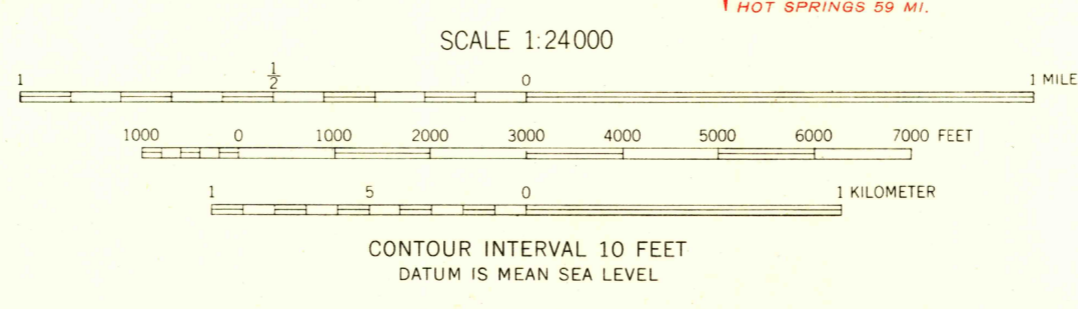 HOT SPRINGS 59 MI.
SCALE 1:24000
1 1/2 0 1 MILE
1000 0 1000 2000 3000 4000 5000 6000 7000 FEET
1 5 0 1 KILOMETER
CONTOUR INTERVAL 10 FEET
DATUM IS MEAN SEA LEVEL